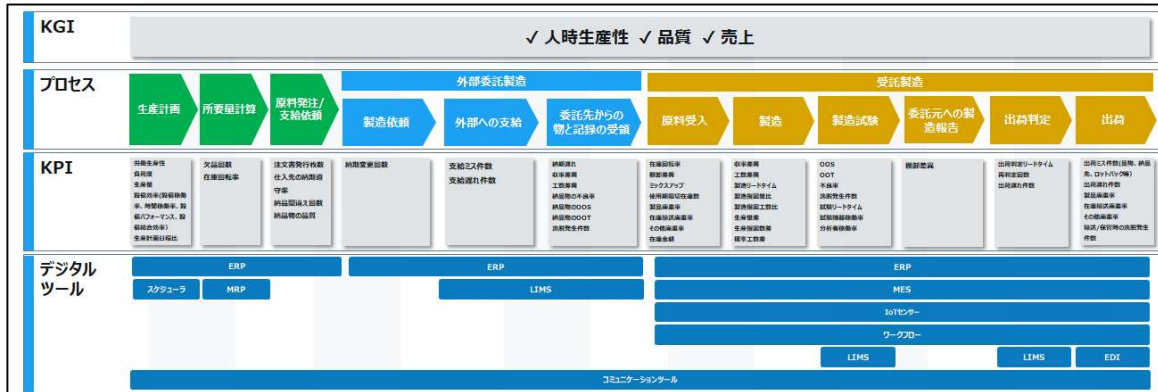 KGI
✓ 人時生産性 ✓ 品質 ✓ 売上
プロセス
外部委託製造
受託製造
生産計画
所要量計算
原料発注/
支給依頼
製造依頼
外部への支給
委託先からの
物と記録の受領
原料受入
製造
製造試験
委託元への製
造報告
出荷判定
出荷
KPI
労働生産性
負荷度
生産量
設備効率(設備稼働
率、時間稼働率、設
備パフォーマンス、設
備総合効率)
生産計画日程比
欠品回数
在庫回転率
注文書発行枚数
仕入先の納期遵
守率
納品間違え回数
納品物の品質
納期変更回数
支給ミス件数
支給遅れ件数
納期遅れ
収率差異
工数差異
納品物の不良率
納品物のOOS
納品物のOOT
逸脱発生件数
在庫回転率
棚卸差異
ミックスアップ
使用期限切在庫数
製品廃棄率
在庫輸送廃棄率
その他廃棄率
在庫金額
収率差異
工数差異
製造リードタイム
製造指図量比
製造指図工数比
生産量差
生産指図数差
標準工数差
OOS
OOT
不良率
逸脱発生件数
試験リードタイム
試験機器稼働率
分析者稼働率
棚卸差異
出荷判定リードタイム
再判定回数
出荷遅れ件数
出荷ミス件数(品物、納品
先、ロットバック等)
出荷遅れ件数
製品廃棄率
在庫輸送廃棄率
その他廃棄率
輸送/保管時の逸脱発生
件数
デジタル
ツール
ERP
ERP
ERP
スケジューラ
MRP
LIMS
MES
IoTセンサー
ワークフロー
LIMS
LIMS
EDI
コミュニケーションツール